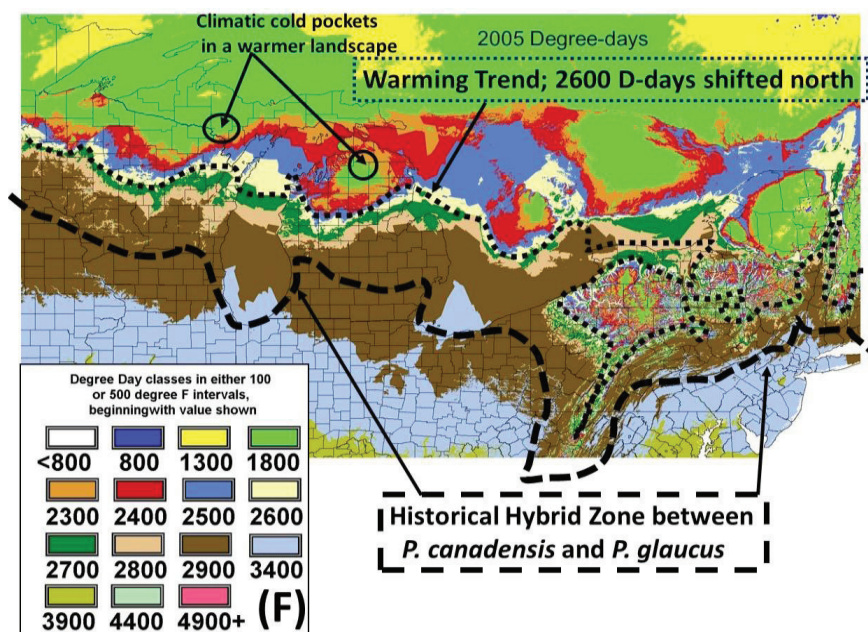 Climatic cold pockets
in a warmer landscape
2005 Degree-days
Warming Trend; 2600 D-days shifted north
Degree Day classes in either 100
or 500 degree F intervals,
beginningwith value shown
<800 800 1300 1800
2300 2400 2500 2600
2700 2800 2900 3400
3900 4400 4900+ (F)
Historical Hybrid Zone between
P. canadensis and P. glaucus